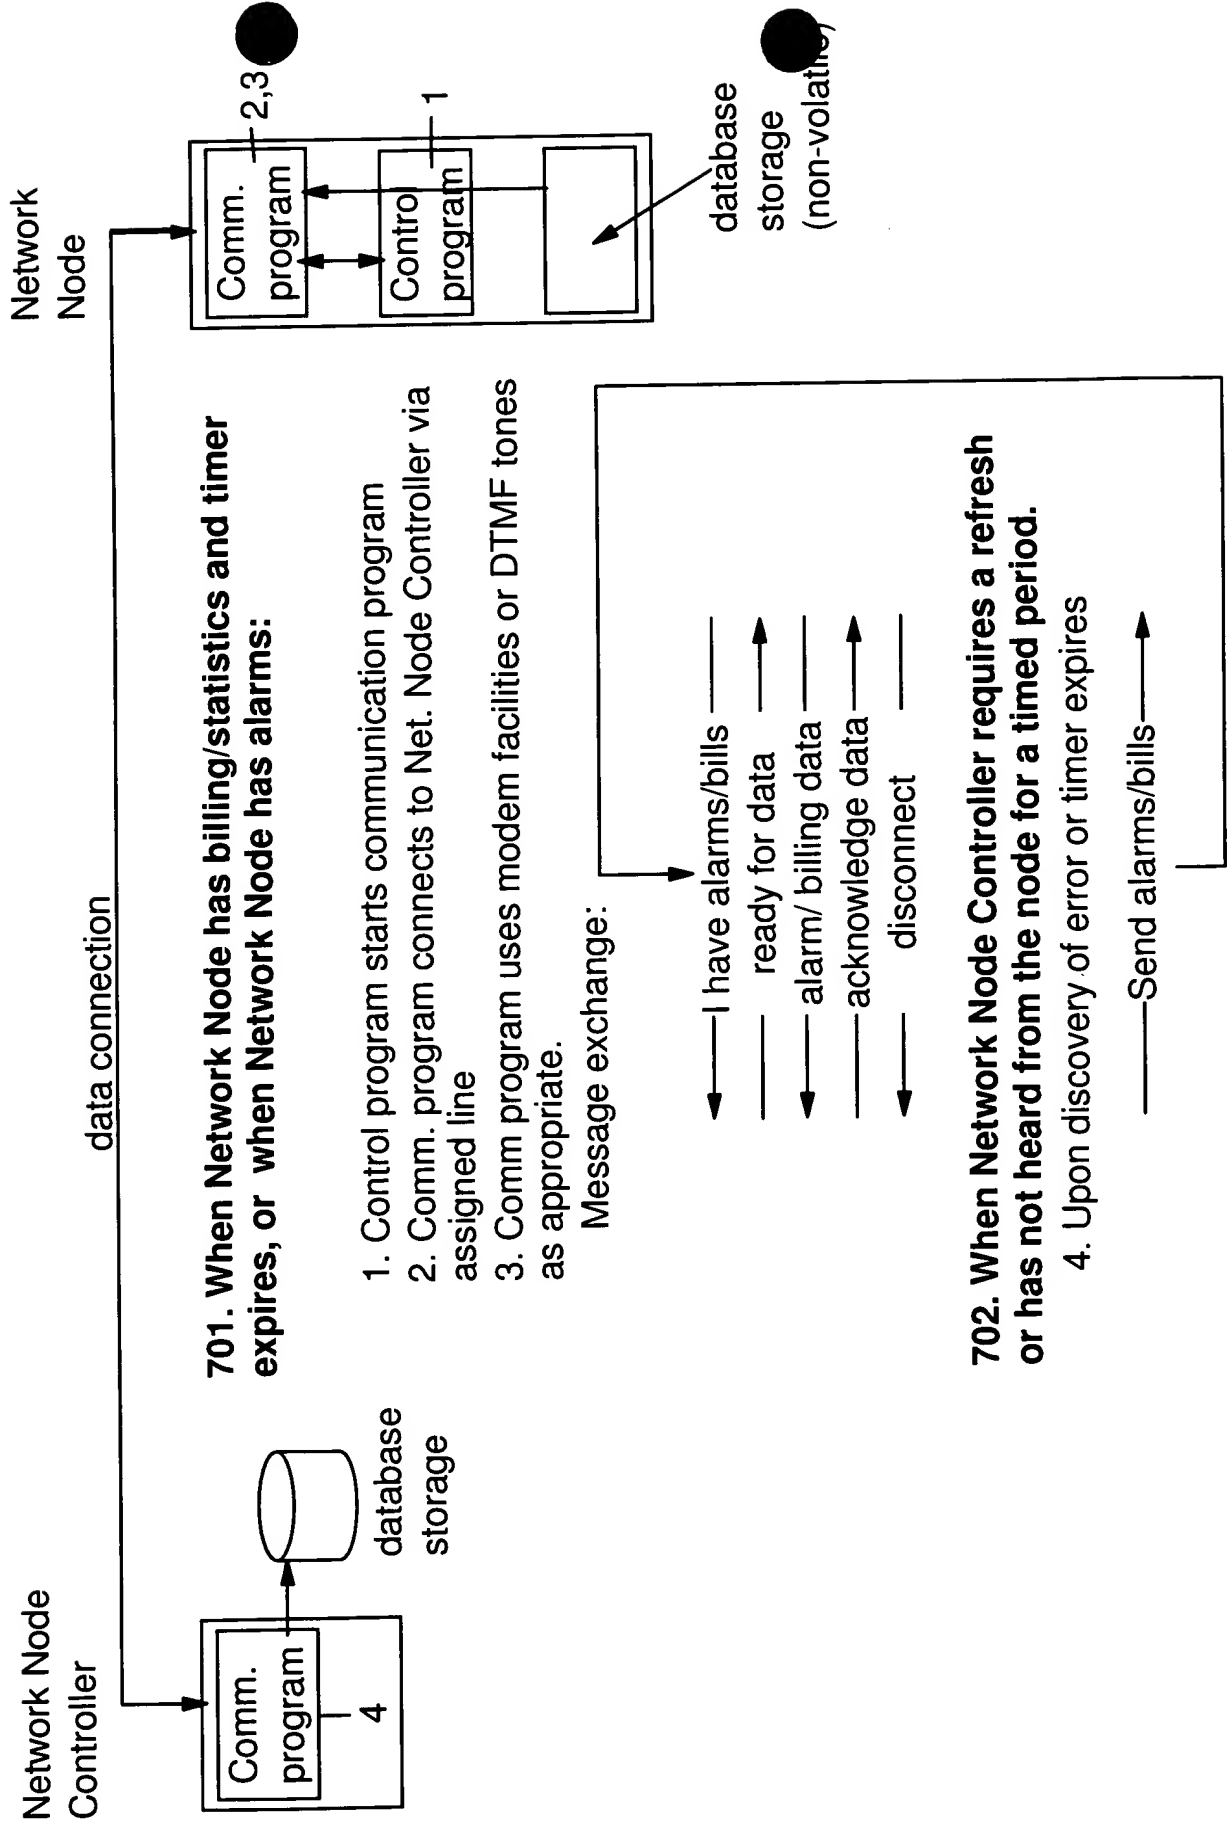 Network Node
Controller
Comm.
program
4
database
storage
data connection
Network
Node
Comm.
program
2,3
Control
program
1
database
storage
(non-volatile)
701. When Network Node has billing/statistics and timer
expires, or when Network Node has alarms:
1. Control program starts communication program
2. Comm. program connects to Net. Node Controller via
assigned line
3. Comm program uses modem facilities or DTMF tones
as appropriate.
Message exchange:
I have alarms/bills
ready for data
alarm/ billing data
acknowledge data
disconnect
702. When Network Node Controller requires a refresh
or has not heard from the node for a timed period.
4. Upon discovery of error or timer expires
Send alarms/bills